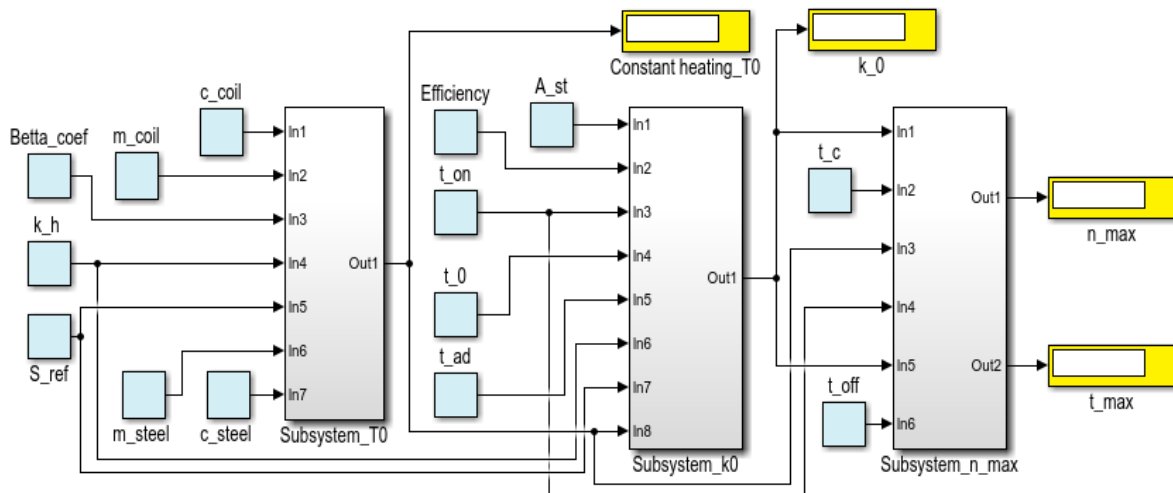 Constant heating_T0
k_0
c_coil
Efficiency
A_st
Betta_coef
m_coil
In1
In1
In1
t_c
In2
In2
In2
t_on
Out1
In3
In3
n_max
k_h
In3
In4
Out1
In4
Out1
t_0
In5
In5
In4
t_ad
In6
In6
In5
Out2
S_ref
In7
In7
t_off
t_max
m_steel
c_steel
Subsystem_T0
In8
In6
Subsystem_k0
Subsystem_n_max